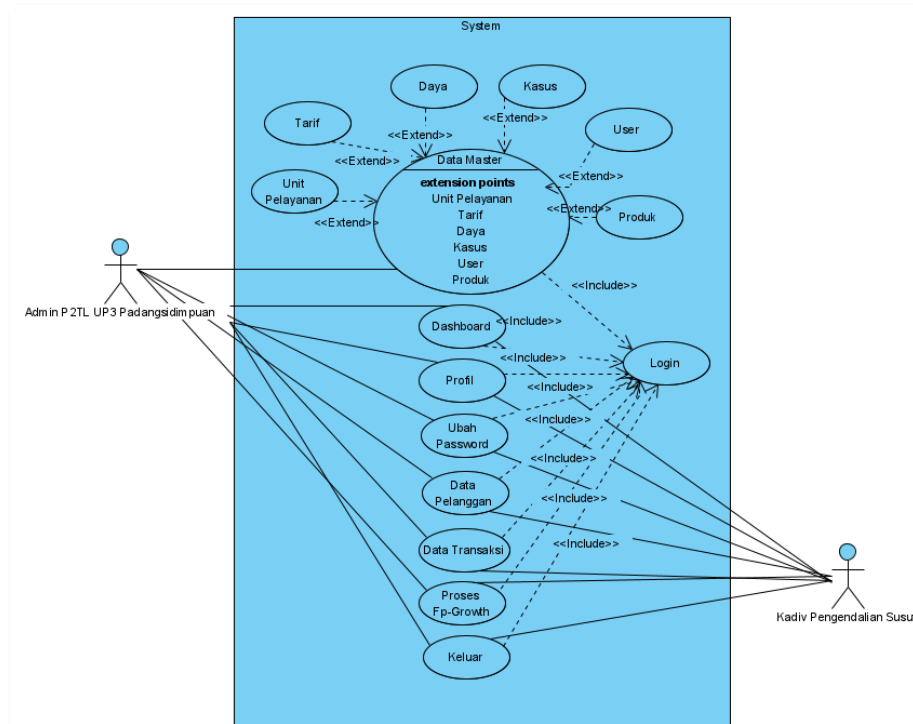 System
Daya
Kasus
<<Extend>>
<<Extend>>
Tarif
User
<<Extend>>
<<Extend>>
Data Master
extension points
Unit Pelayanan
Tarif
Daya
Kasus
User
Produk
Unit
Pelayanan
<<Extend>>
<<Extend>>
Produk
<<Include>>
Admin P2TL UP3 Padangsidimpuan
Dashboard
<<Include>>
<<Include>>
Login
Profil
<<Include>>
Ubah
Password
<<Include>>
<<Include>>
Data
Pelanggan
<<Include>>
Data Transaksi
<<Include>>
Proses
Fp-Growth
Kadiv Pengendalian Susu
Keluar